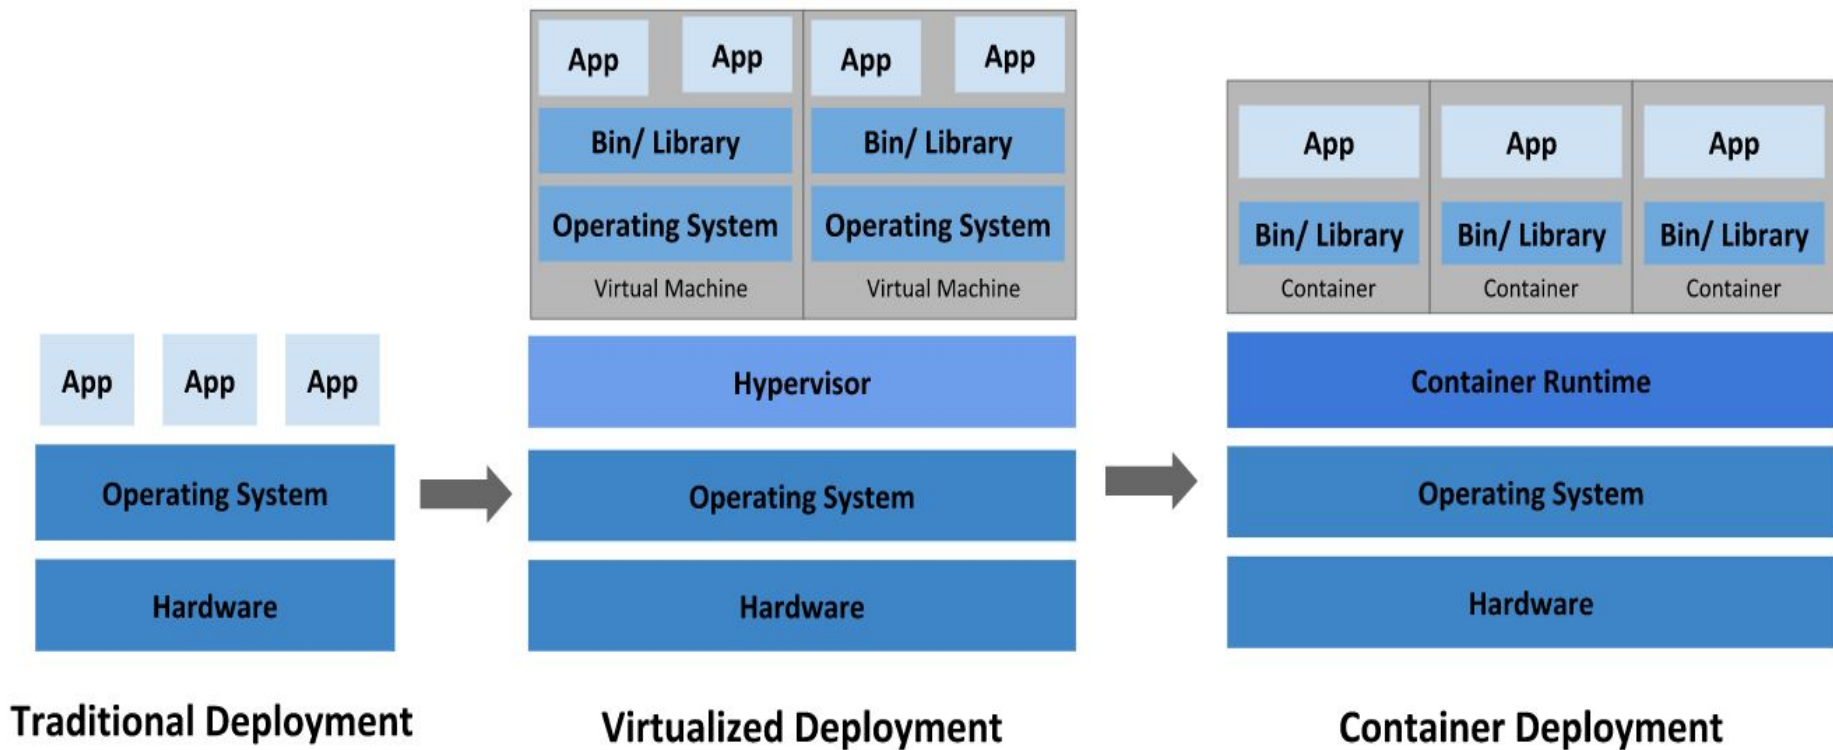 App App App
Operating System
Hardware
Traditional Deployment
App App App App
Bin/ Library Bin/ Library
Operating System Operating System
Virtual Machine Virtual Machine
Hypervisor
Operating System
Hardware
Virtualized Deployment
App App App
Bin/ Library Bin/ Library Bin/ Library
Container Container Container
Container Runtime
Operating System
Hardware
Container Deployment